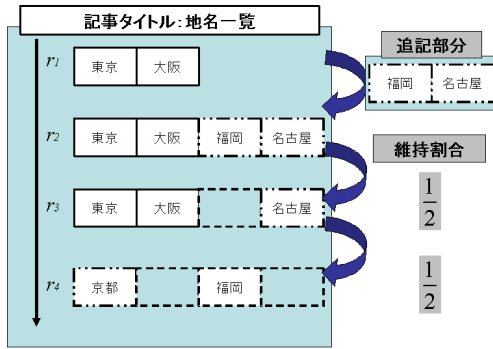 記事タイトル:地名一覧
追記部分
r1 東京 大阪
福岡 名古屋
r2 東京 大阪 福岡 名古屋
維持割合
r3 東京 大阪 名古屋
1/2
r4 京都 福岡
1/2